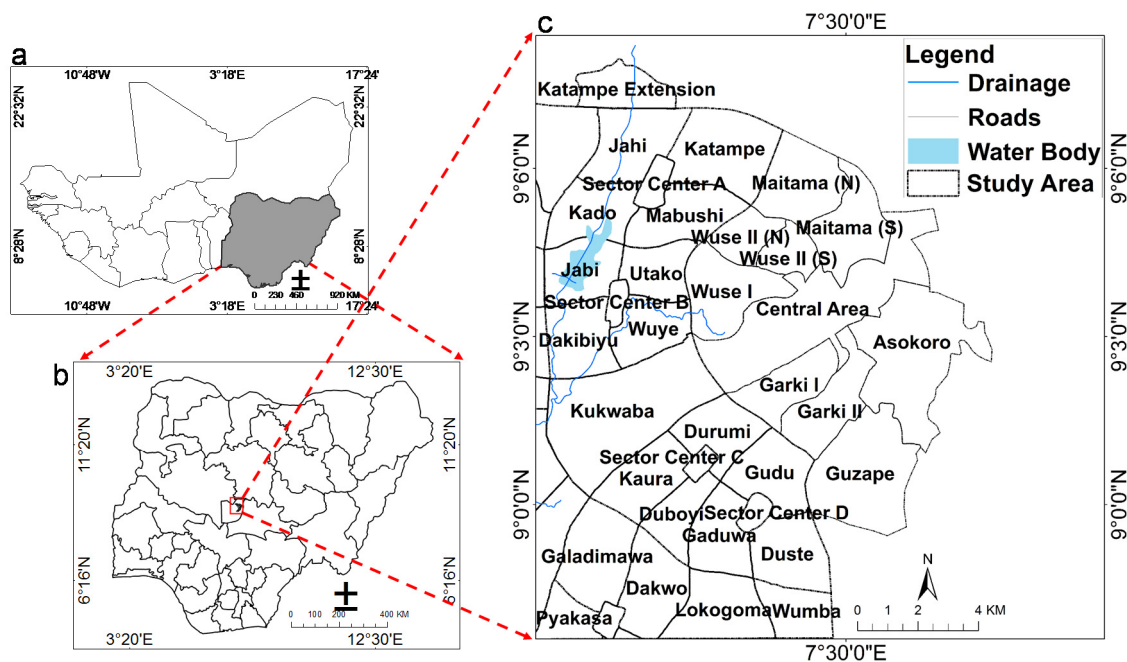 a
10°48'W 3°18'E 17°24'
22°32'N 22°32'N
8°28'N 8°28'N
0 230 460 920 KM
10°48'W 3°18'E 17°24'
b
3°20'E 12°30'E
11°20'N 11°20'N
6°16'N 6°16'N
0 100 200 400 KM
3°20'E 12°30'E
c
7°30'0"E
Legend
Drainage
Roads
Water Body
Study Area
9°6'0"N 9°6'0"N
9°3'0"N 9°3'0"N
9°0'0"N 9°0'0"N
Katampe Extension
Jahi
Katampe
Sector Center A
Maitama (N)
Kado
Mabushi
Maitama (S)
Wuse II (N)
Wuse II (S)
Jabi
Utako
Wuse I
Sector Center B
Central Area
Wuye
Dakibiyu
Asokoro
Garki I
Garki II
Kukwaba
Durumi
Sector Center C
Kaura
Gudu
Guzape
Duboyi
Sector Center D
Gaduwa
Galadimawa
Duste
Dakwo
Pyakasa
Lokogoma
Wumba
N
0 1 2 4 KM
7°30'0"E